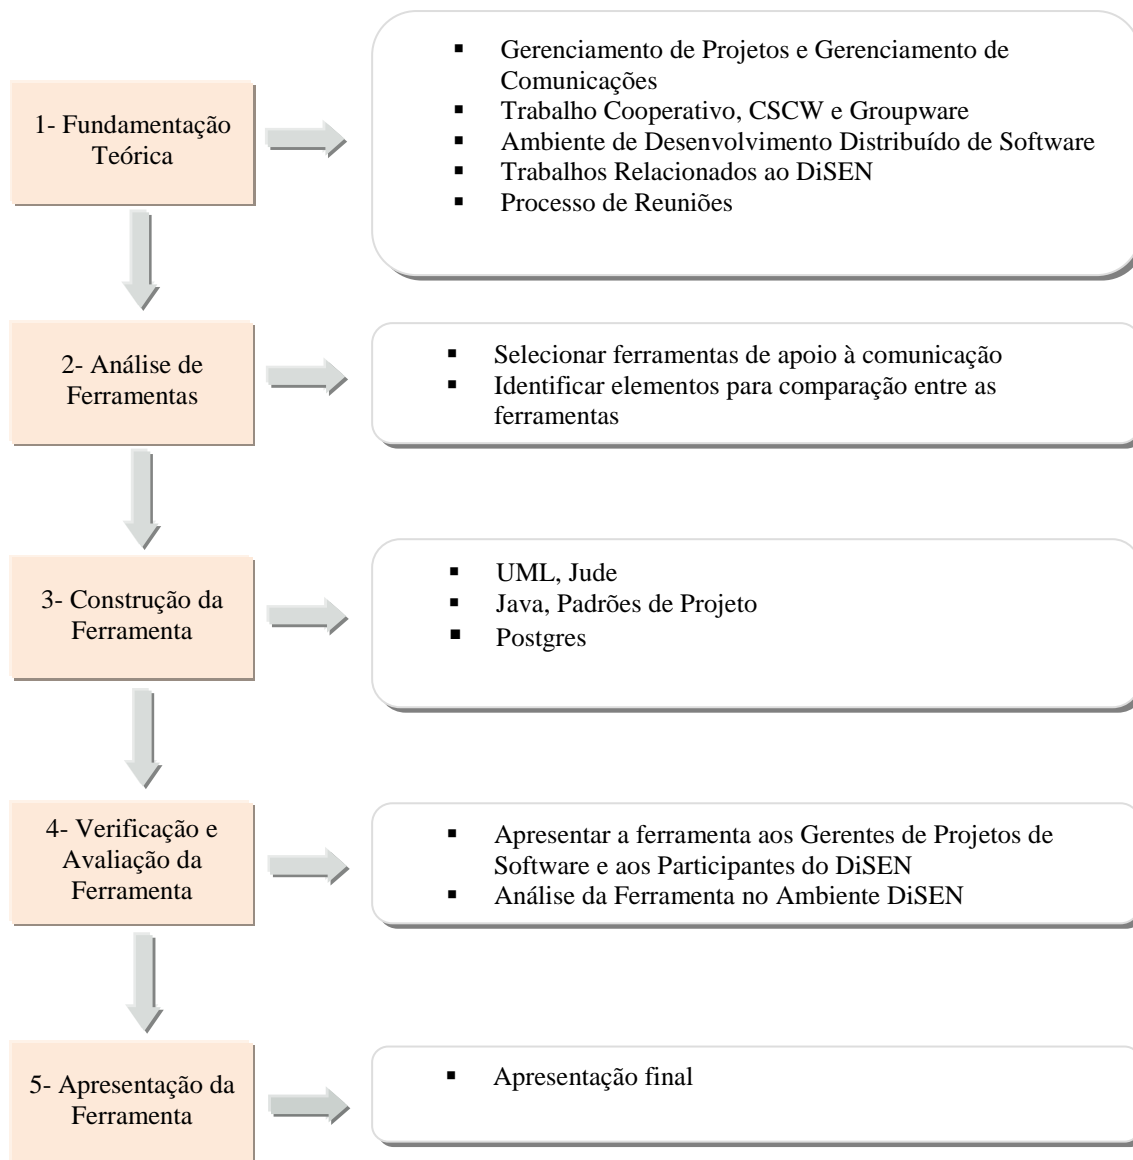 1- Fundamentação
Teórica
▪ Gerenciamento de Projetos e Gerenciamento de
Comunicações
▪ Trabalho Cooperativo, CSCW e Groupware
▪ Ambiente de Desenvolvimento Distribuído de Software
▪ Trabalhos Relacionados ao DiSEN
▪ Processo de Reuniões
2- Análise de
Ferramentas
▪ Selecionar ferramentas de apoio à comunicação
▪ Identificar elementos para comparação entre as
ferramentas
3- Construção da
Ferramenta
▪ UML, Jude
▪ Java, Padrões de Projeto
▪ Postgres
4- Verificação e
Avaliação da
Ferramenta
▪ Apresentar a ferramenta aos Gerentes de Projetos de
Software e aos Participantes do DiSEN
▪ Análise da Ferramenta no Ambiente DiSEN
5- Apresentação da
Ferramenta
▪ Apresentação final